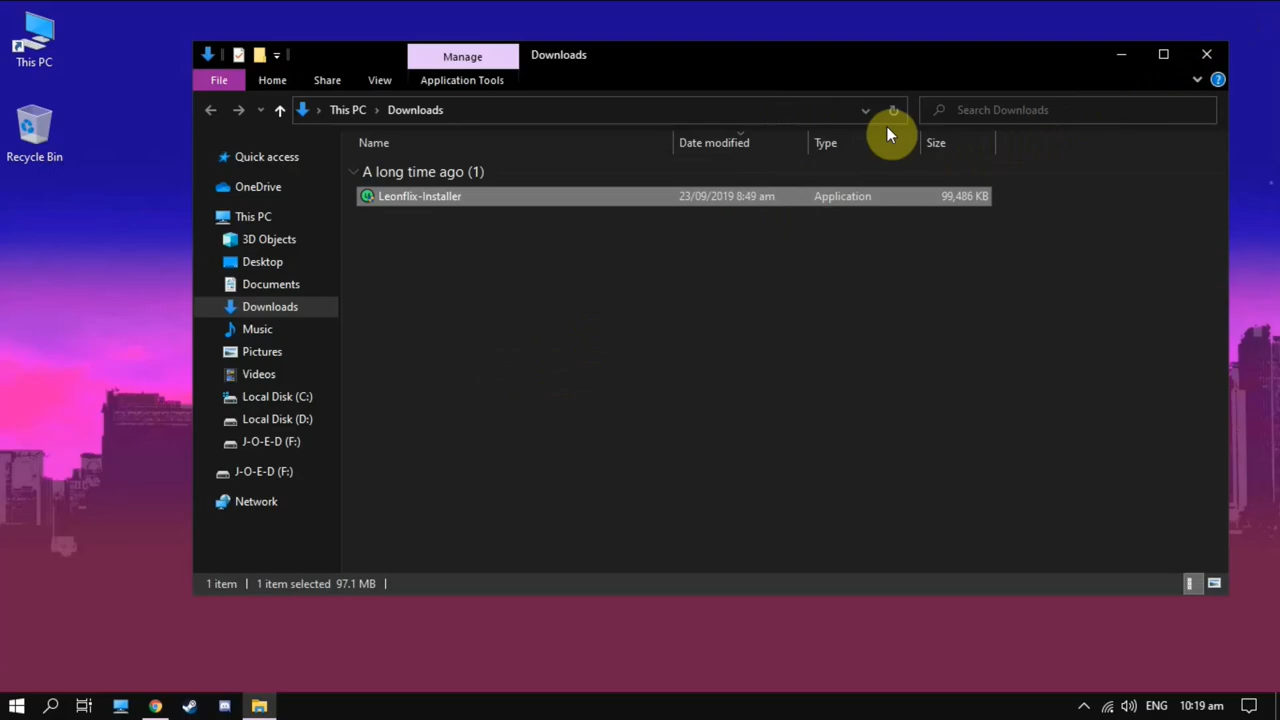 This PC
Recycle Bin
Manage
Downloads
File
Home
Share
View
Application Tools
This PC
Downloads
Search Downloads
Name
Date modified
Type
Size
A long time ago (1)
Leonflix-Installer
23/09/2019 8:49 am
Application
99,486 KB
Quick access
OneDrive
This PC
3D Objects
Desktop
Documents
Downloads
Music
Pictures
Videos
Local Disk (C:)
Local Disk (D:)
J-O-E-D (F:)
J-O-E-D (F:)
Network
1 item
1 item selected 97.1 MB
ENG
10:19 am